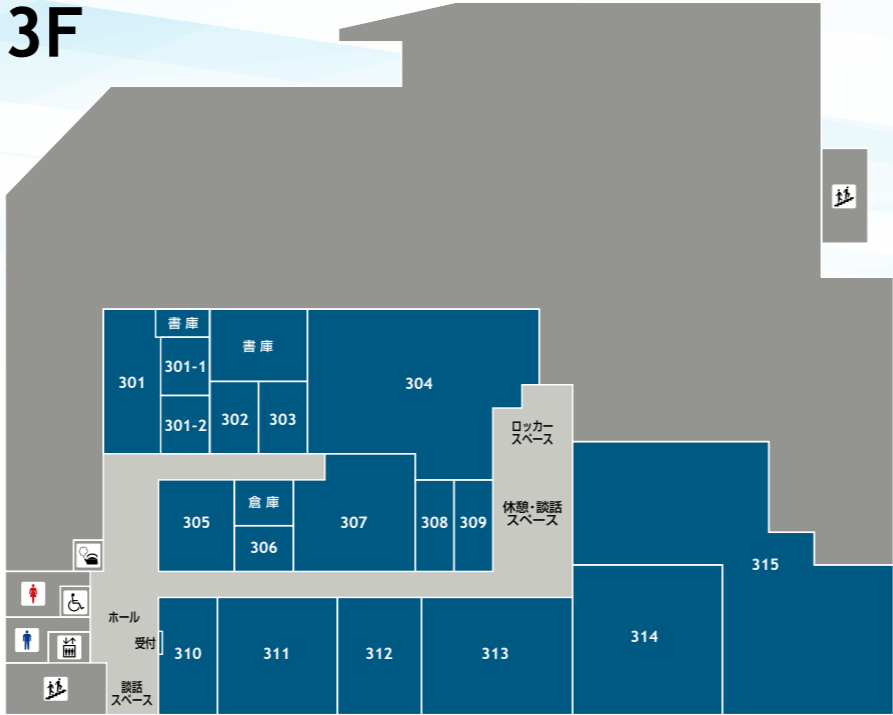 3F
書庫
書庫
301
301-1
301-2
302
303
304
ロッカー
スペース
休憩・談話
スペース
305
倉庫
306
307
308
309
315
ホール
受付
310
311
312
313
314
談話
スペース